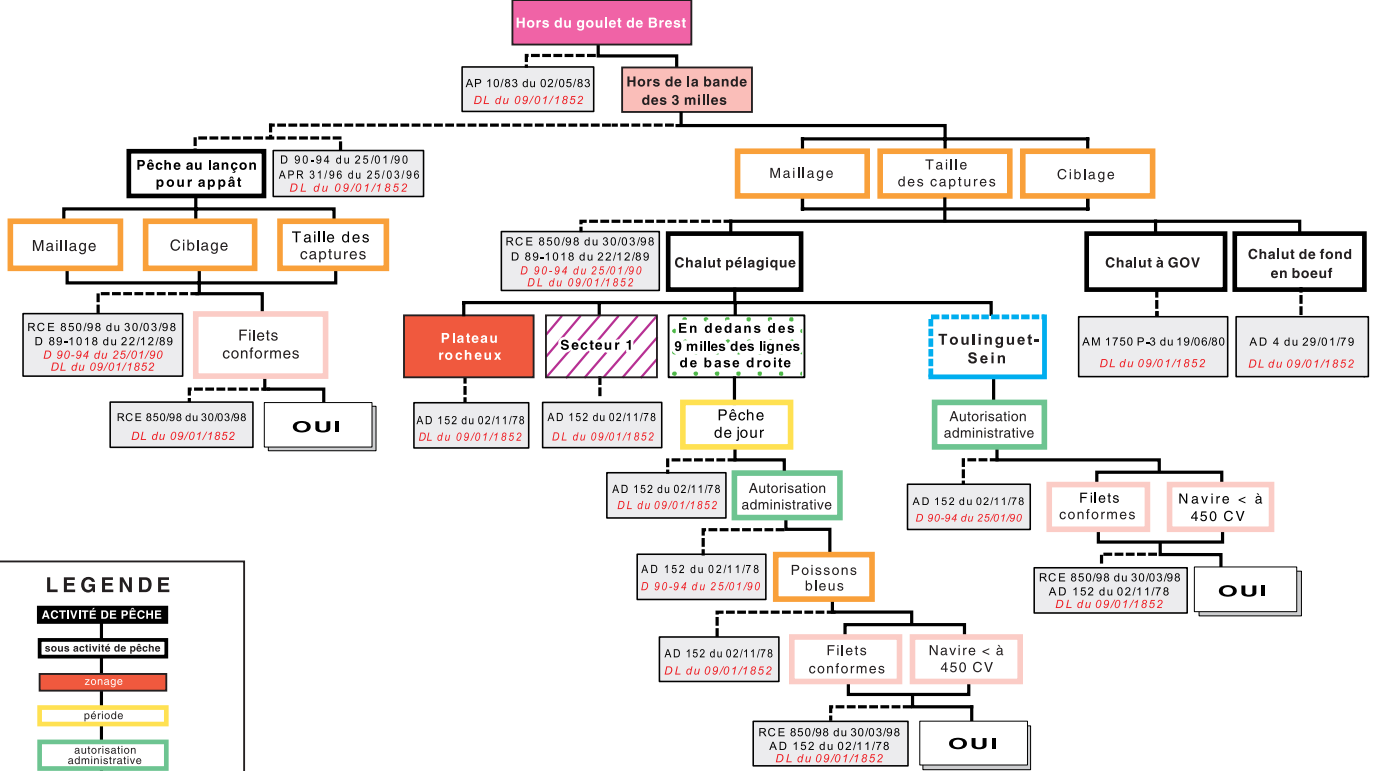 Hors du goulet de Brest
AP 10/83 du 02/05/83
DL du 09/01/1852
Hors de la bande
des 3 milles
Pêche au lançon
pour appât
D 90-94 du 25/01/90
APR 31/96 du 25/03/96
DL du 09/01/1852
Maillage
Taille
des captures
Ciblage
Maillage
Ciblage
Taille des
captures
RCE 850/98 du 30/03/98
D 89-1018 du 22/12/89
D 90-94 du 25/01/90
DL du 09/01/1852
Chalut pélagique
Chalut à GOV
Chalut de fond
en boeuf
RCE 850/98 du 30/03/98
D 89-1018 du 22/12/89
D 90-94 du 25/01/90
DL du 09/01/1852
Filets
conformes
Plateau
rocheux
Secteur 1
En dedans des
9 milles des lignes
de base droite
Toulinguet-
Sein
AM 1750 P-3 du 19/06/80
DL du 09/01/1852
AD 4 du 29/01/79
DL du 09/01/1852
RCE 850/98 du 30/03/98
DL du 09/01/1852
OUI
AD 152 du 02/11/78
DL du 09/01/1852
AD 152 du 02/11/78
DL du 09/01/1852
Pêche
de jour
Autorisation
administrative
AD 152 du 02/11/78
DL du 09/01/1852
Autorisation
administrative
AD 152 du 02/11/78
D 90-94 du 25/01/90
Filets
conformes
Navire < à
450 CV
AD 152 du 02/11/78
D 90-94 du 25/01/90
Poissons
bleus
RCE 850/98 du 30/03/98
AD 152 du 02/11/78
DL du 09/01/1852
OUI
AD 152 du 02/11/78
DL du 09/01/1852
Filets
conformes
Navire < à
450 CV
RCE 850/98 du 30/03/98
AD 152 du 02/11/78
DL du 09/01/1852
OUI
LEGENDE
ACTIVITÉ DE PÊCHE
sous activité de pêche
zonage
période
autorisation
administrative